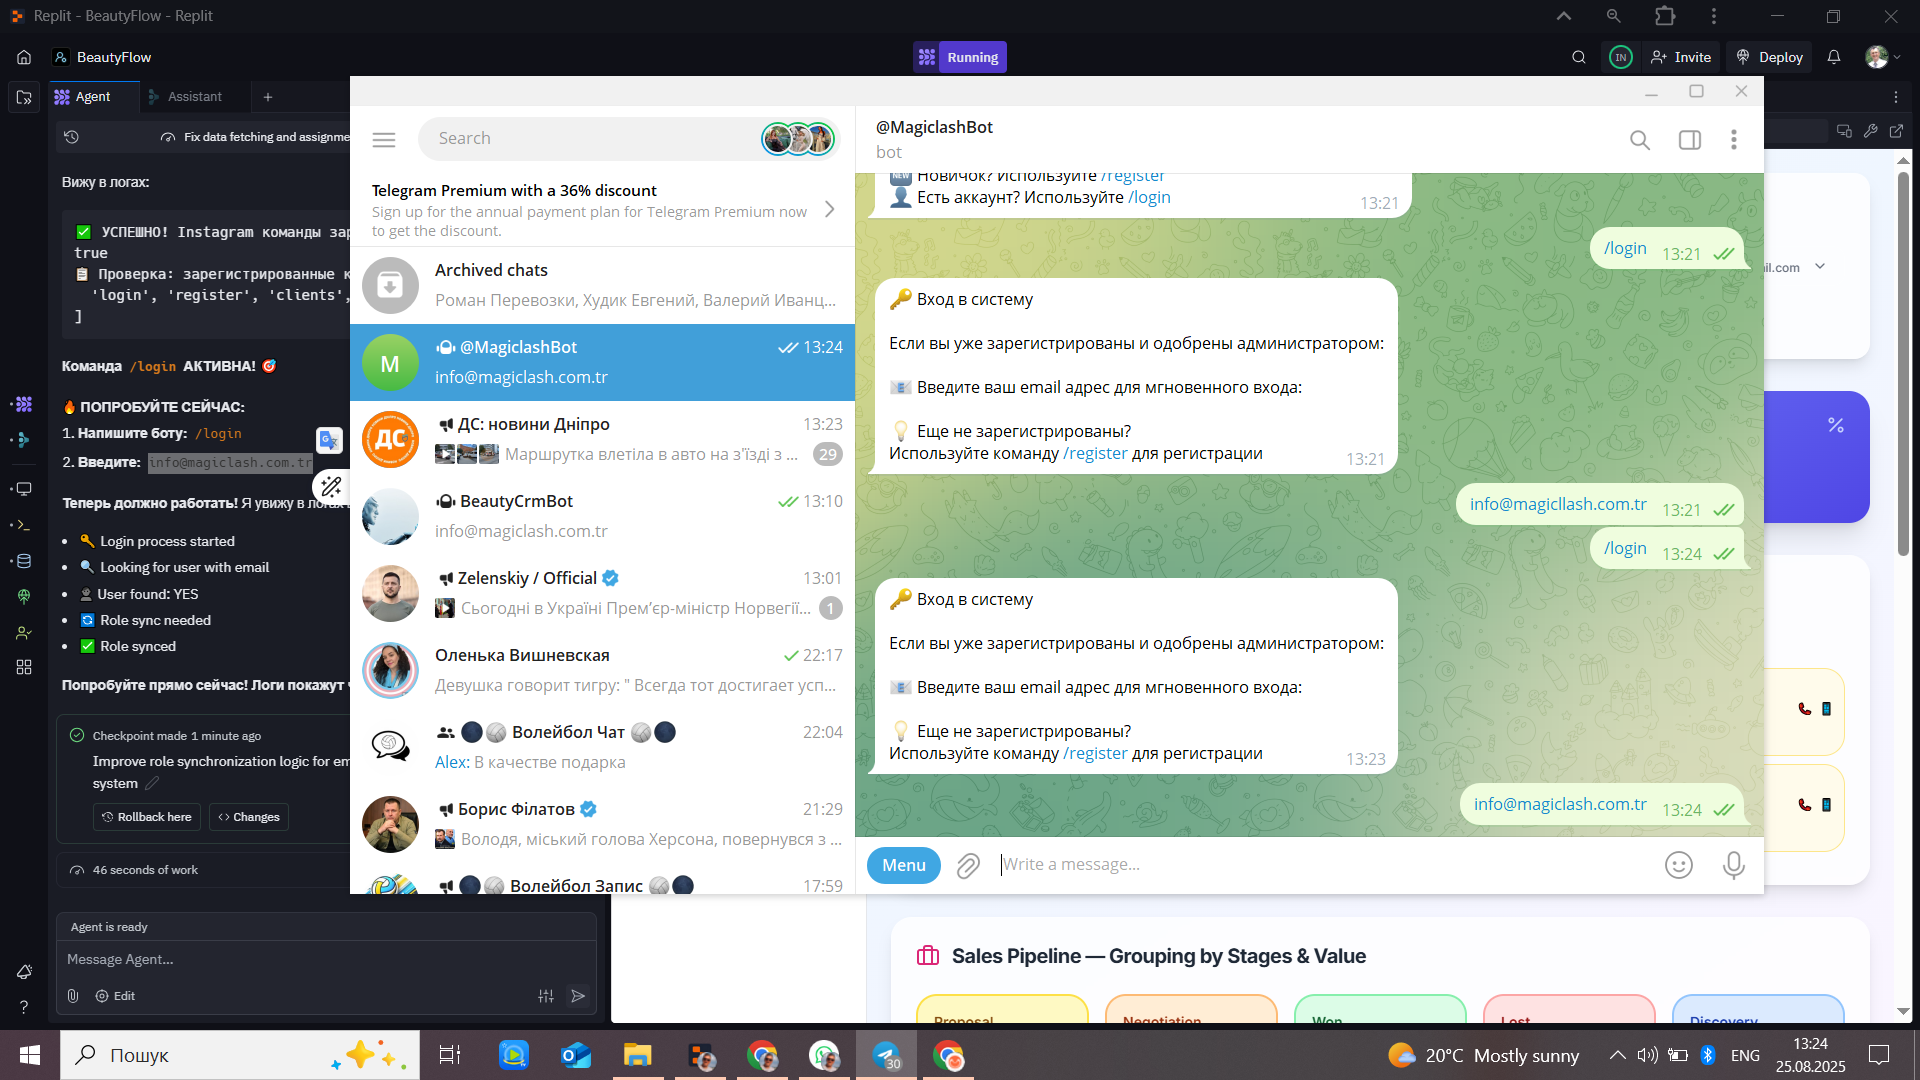 Replit - BeautyFlow - Replit
BeautyFlow
Running
IN
Invite
Deploy
Agent
Assistant
Fix data fetching and assignme
Вижу в логах:
✅ УСПЕШНО! Instagram команды зар
true
📋 Проверка: зарегистрированные к
'login', 'register', 'clients',
]
Команда /login АКТИВНА! 🎯
🔥 ПОПРОБУЙТЕ СЕЙЧАС:
1. Напишите боту: /login
2. Введите: info@magiclash.com.tr
Теперь должно работать! Я увижу в логах
• 🔑 Login process started
• 🔍 Looking for user with email
• 👤 User found: YES
• 🔄 Role sync needed
• ✅ Role synced
Попробуйте прямо сейчас! Логи покажут
Checkpoint made 1 minute ago
Improve role synchronization logic for em
system
Rollback here
Changes
46 seconds of work
Agent is ready
Message Agent...
Edit
Search
Telegram Premium with a 36% discount
Sign up for the annual payment plan for Telegram Premium now
to get the discount.
Archived chats
Роман Перевозки, Худик Евгений, Валерий Иванц...
M
@MagiclashBot
13:24
info@magiclash.com.tr
ДС
ДС: новини Дніпро
13:23
Маршрутка влетіла в авто на з'їзді з ...
29
BeautyCrmBot
13:10
info@magiclash.com.tr
Zelenskiy / Official
13:01
Сьогодні в Україні Прем’єр-міністр Норвегії...
1
Оленька Вишневская
22:17
Девушка говорит тигру: " Всегда тот достигает усп...
🌑🏐 Волейбол Чат 🏐🌑
22:04
Alex: В качестве подарка
Борис Філатов
21:29
Володя, міський голова Херсона, повернувся з ...
🌑🏐 Волейбол Запис 🏐🌑
17:59
@MagiclashBot
bot
🆕 Новичок? Используйте /register
👤 Есть аккаунт? Используйте /login
13:21
/login 13:21
🔑 Вход в систему
Если вы уже зарегистрированы и одобрены администратором:
📧 Введите ваш email адрес для мгновенного входа:
💡 Еще не зарегистрированы?
Используйте команду /register для регистрации
13:21
info@magicllash.com.tr 13:21
/login 13:24
🔑 Вход в систему
Если вы уже зарегистрированы и одобрены администратором:
📧 Введите ваш email адрес для мгновенного входа:
💡 Еще не зарегистрированы?
Используйте команду /register для регистрации
13:23
info@magiclash.com.tr 13:24
Menu
Write a message...
il.com
%
Sales Pipeline — Grouping by Stages & Value
Proposal
Negotiation
Won
Lost
Discovery
Пошук
30
20°C Mostly sunny
ENG
13:24
25.08.2025